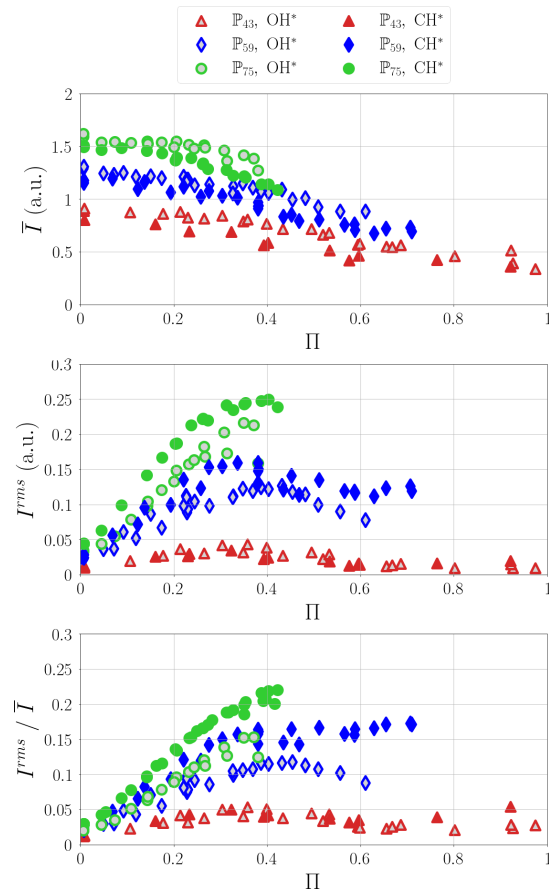 ℙ₄₃, OH* ℙ₄₃, CH*
ℙ₅₉, OH* ℙ₅₉, CH*
ℙ₇₅, OH* ℙ₇₅, CH*
2
1.5
1
0.5
0
I̅ (a.u.)
0 0.2 0.4 0.6 0.8 1
Π
0.3
0.25
0.2
0.15
0.1
0.05
0
Iʳᵐˢ (a.u.)
0 0.2 0.4 0.6 0.8 1
Π
0.3
0.25
0.2
0.15
0.1
0.05
0
Iʳᵐˢ / I̅
0 0.2 0.4 0.6 0.8 1
Π